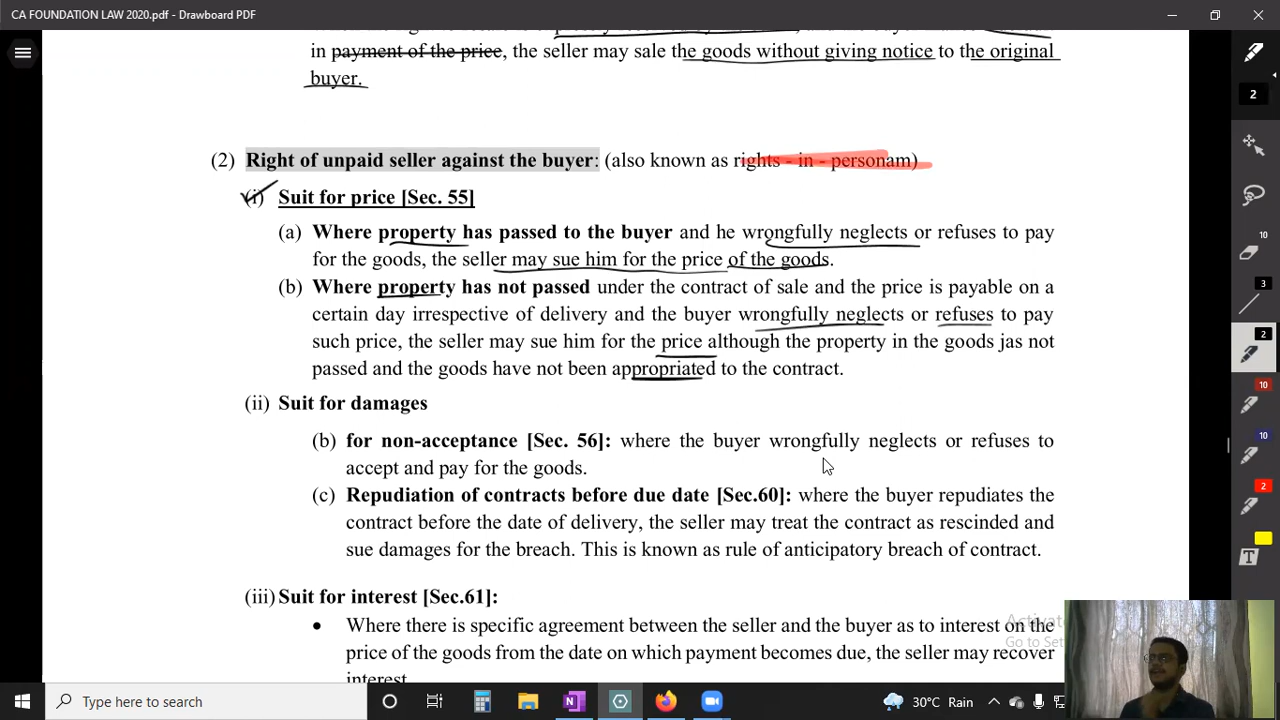 CA FOUNDATION LAW 2020.pdf - Drawboard PDF
in payment of the price, the seller may sale the goods without giving notice to the original
buyer.
(2) Right of unpaid seller against the buyer: (also known as rights - in - personam)
(i) Suit for price [Sec. 55]
(a) Where property has passed to the buyer and he wrongfully neglects or refuses to pay
for the goods, the seller may sue him for the price of the goods.
(b) Where property has not passed under the contract of sale and the price is payable on a
certain day irrespective of delivery and the buyer wrongfully neglects or refuses to pay
such price, the seller may sue him for the price although the property in the goods jas not
passed and the goods have not been appropriated to the contract.
(ii) Suit for damages
(b) for non-acceptance [Sec. 56]: where the buyer wrongfully neglects or refuses to
accept and pay for the goods.
(c) Repudiation of contracts before due date [Sec.60]: where the buyer repudiates the
contract before the date of delivery, the seller may treat the contract as rescinded and
sue damages for the breach. This is known as rule of anticipatory breach of contract.
(iii) Suit for interest [Sec.61]:
• Where there is specific agreement between the seller and the buyer as to interest on the
price of the goods from the date on which payment becomes due, the seller may recover
interest.
2
10
3
2
10
10
2
T
Go to Set
Type here to search
30°C Rain